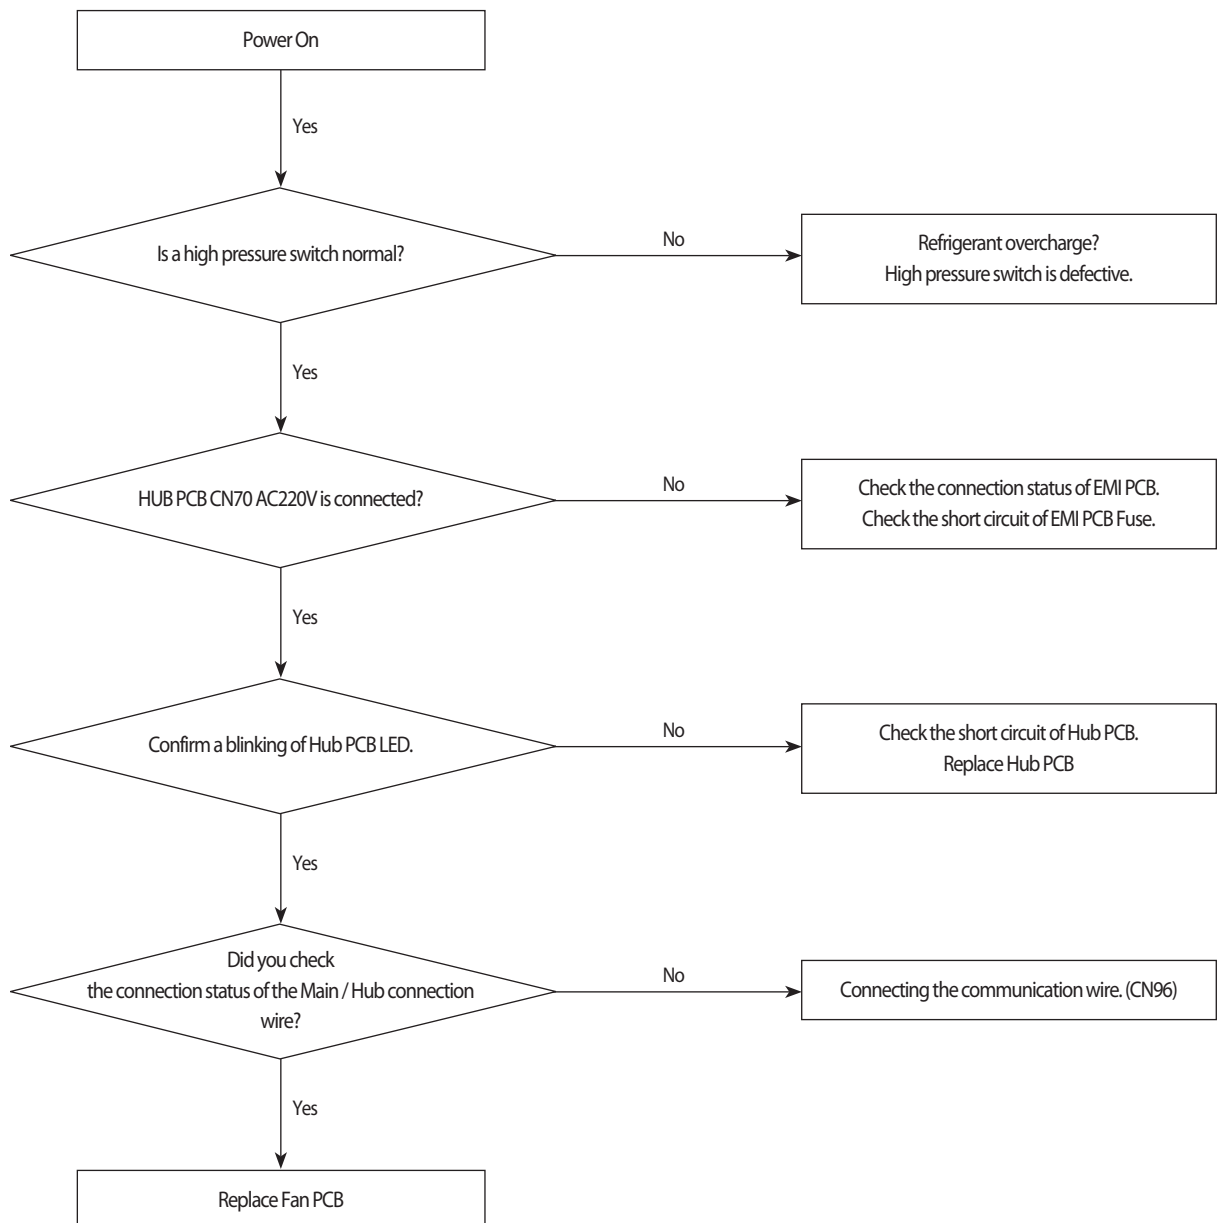 Power On
Yes
Is a high pressure switch normal?
No
Refrigerant overcharge?
High pressure switch is defective.
Yes
HUB PCB CN70 AC220V is connected?
No
Check the connection status of EMI PCB.
Check the short circuit of EMI PCB Fuse.
Yes
Confirm a blinking of Hub PCB LED.
No
Check the short circuit of Hub PCB.
Replace Hub PCB
Yes
Did you check
the connection status of the Main / Hub connection
wire?
No
Connecting the communication wire. (CN96)
Yes
Replace Fan PCB